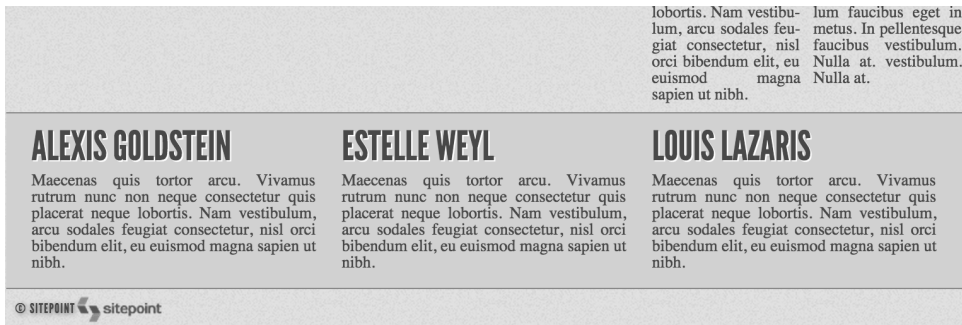 lobortis. Nam vestibu-
lum, arcu sodales feu-
giat consectetur, nisl
orci bibendum elit, eu
euismod magna
sapien ut nibh.
lum faucibus eget in
metus. In pellentesque
faucibus vestibulum.
Nulla at. vestibulum.
Nulla at.
ALEXIS GOLDSTEIN
Maecenas quis tortor arcu. Vivamus
rutrum nunc non neque consectetur quis
placerat neque lobortis. Nam vestibulum,
arcu sodales feugiat consectetur, nisl orci
bibendum elit, eu euismod magna sapien ut
nibh.
ESTELLE WEYL
Maecenas quis tortor arcu. Vivamus
rutrum nunc non neque consectetur quis
placerat neque lobortis. Nam vestibulum,
arcu sodales feugiat consectetur, nisl orci
bibendum elit, eu euismod magna sapien ut
nibh.
LOUIS LAZARIS
Maecenas quis tortor arcu. Vivamus
rutrum nunc non neque consectetur quis
placerat neque lobortis. Nam vestibulum,
arcu sodales feugiat consectetur, nisl orci
bibendum elit, eu euismod magna sapien ut
nibh.
© SITEPOINT sitepoint